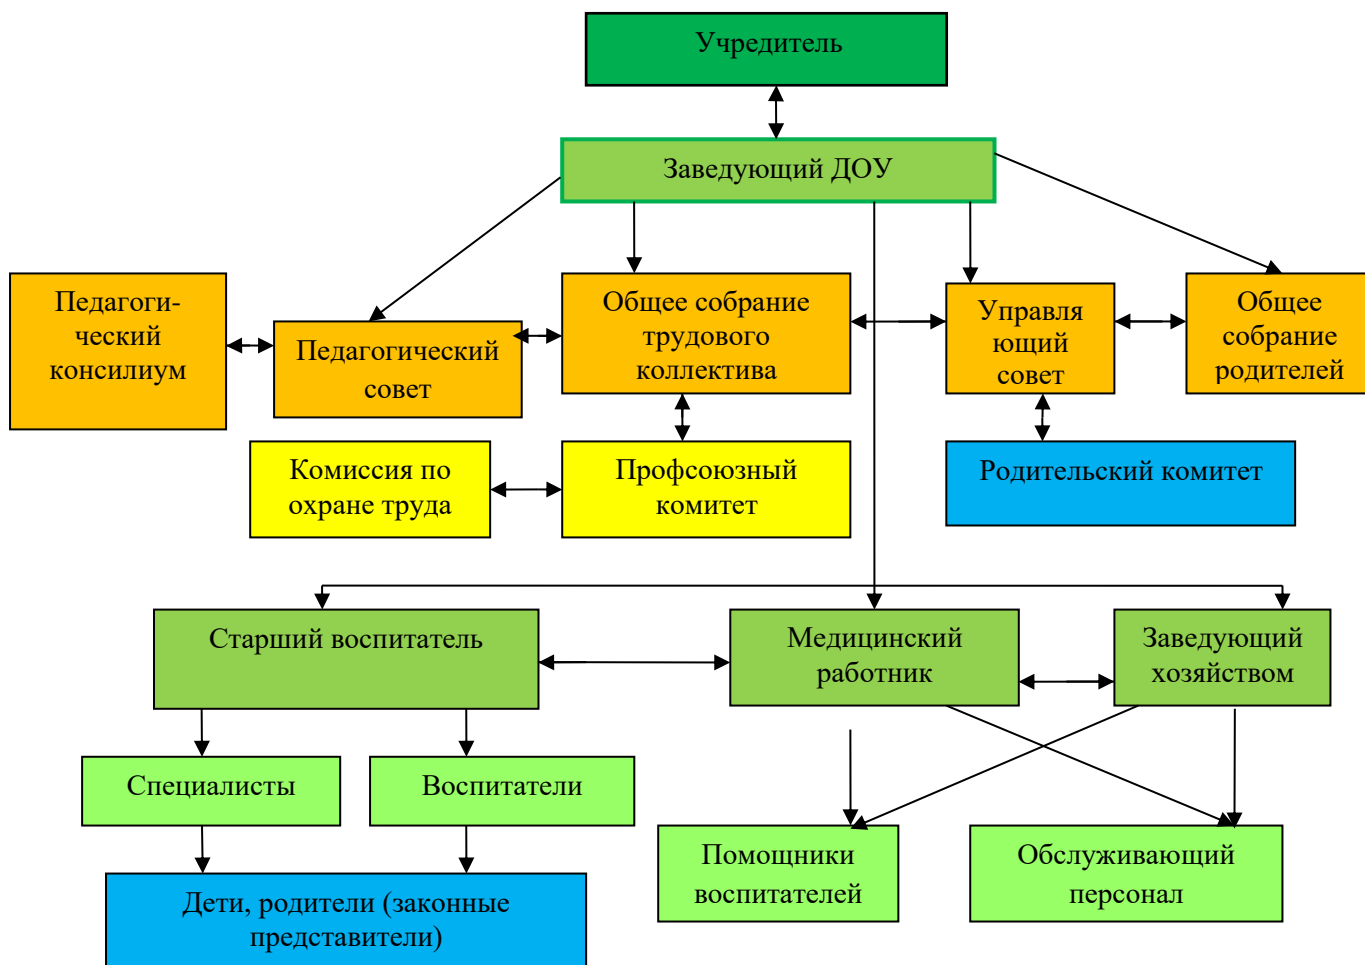 Учредитель
Заведующий ДОУ
Педагоги-
ческий
консилиум
Педагогический
совет
Общее собрание
трудового
коллектива
Управля
ющий
совет
Общее
собрание
родителей
Комиссия по
охране труда
Профсоюзный
комитет
Родительский комитет
Старший воспитатель
Медицинский
работник
Заведующий
хозяйством
Специалисты
Воспитатели
Помощники
воспитателей
Обслуживающий
персонал
Дети, родители (законные
представители)